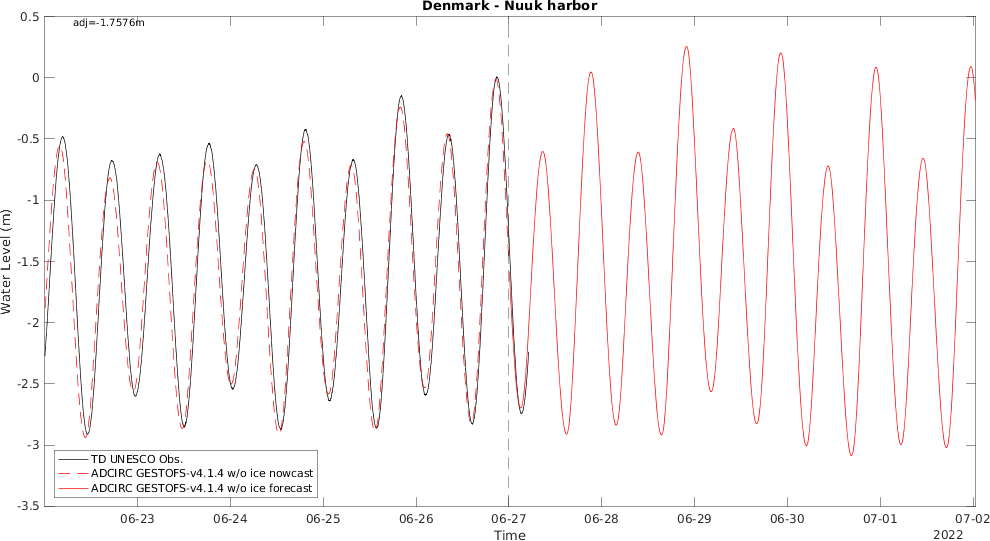 Denmark - Nuuk harbor
adj=-1.7576m
0.5
0
-0.5
-1
-1.5
-2
-2.5
-3
-3.5
Water Level (m)
TD UNESCO Obs.
ADCIRC GESTOFS-v4.1.4 w/o ice nowcast
ADCIRC GESTOFS-v4.1.4 w/o ice forecast
06-23 06-24 06-25 06-26 06-27 06-28 06-29 06-30 07-01 07-02
Time
2022